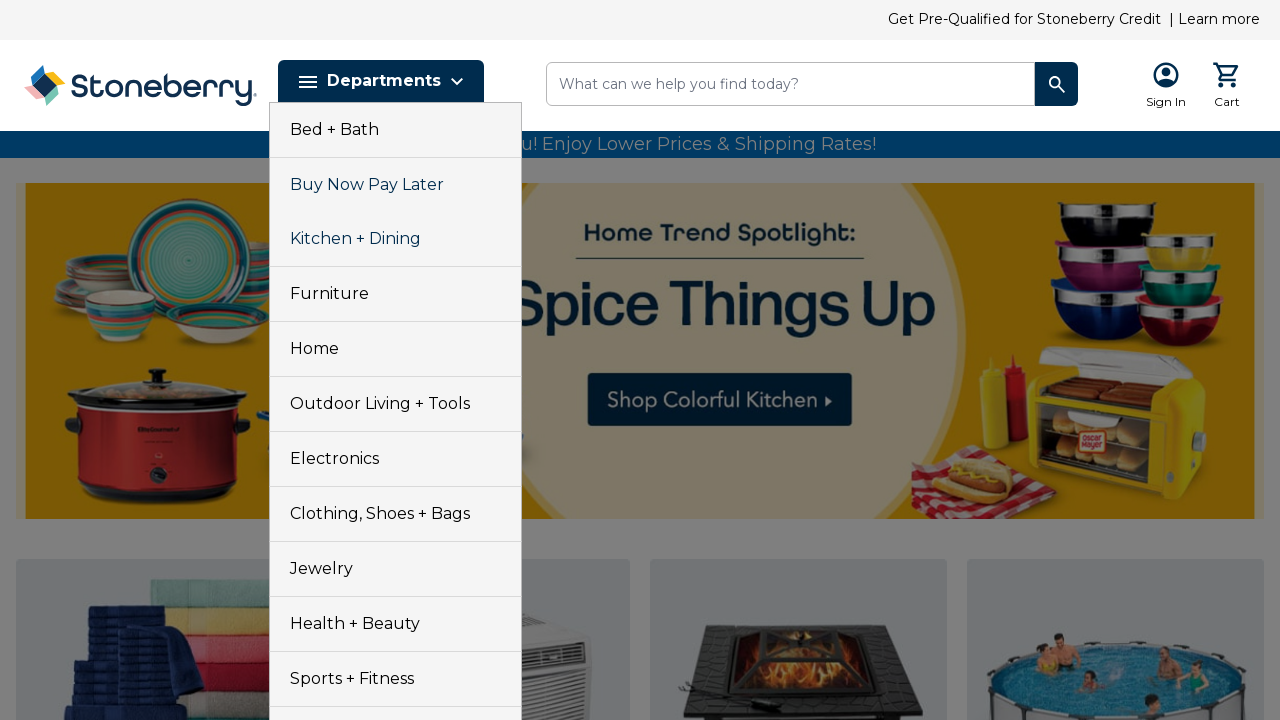 Get Pre-Qualified for Stoneberry Credit | Learn more
Stoneberry®
Departments
What can we help you find today?
Sign In
Cart
u! Enjoy Lower Prices & Shipping Rates!
Bed + Bath
Buy Now Pay Later
Kitchen + Dining
Furniture
Home
Outdoor Living + Tools
Electronics
Clothing, Shoes + Bags
Jewelry
Health + Beauty
Sports + Fitness
Home Trend Spotlight:
Spice Things Up
Shop Colorful Kitchen
Oscar Mayer